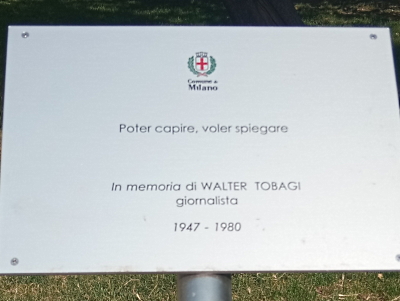 Comune di
Milano
Poter capire, voler spiegare
In memoria di WALTER TOBAGI
giornalista
1947 - 1980